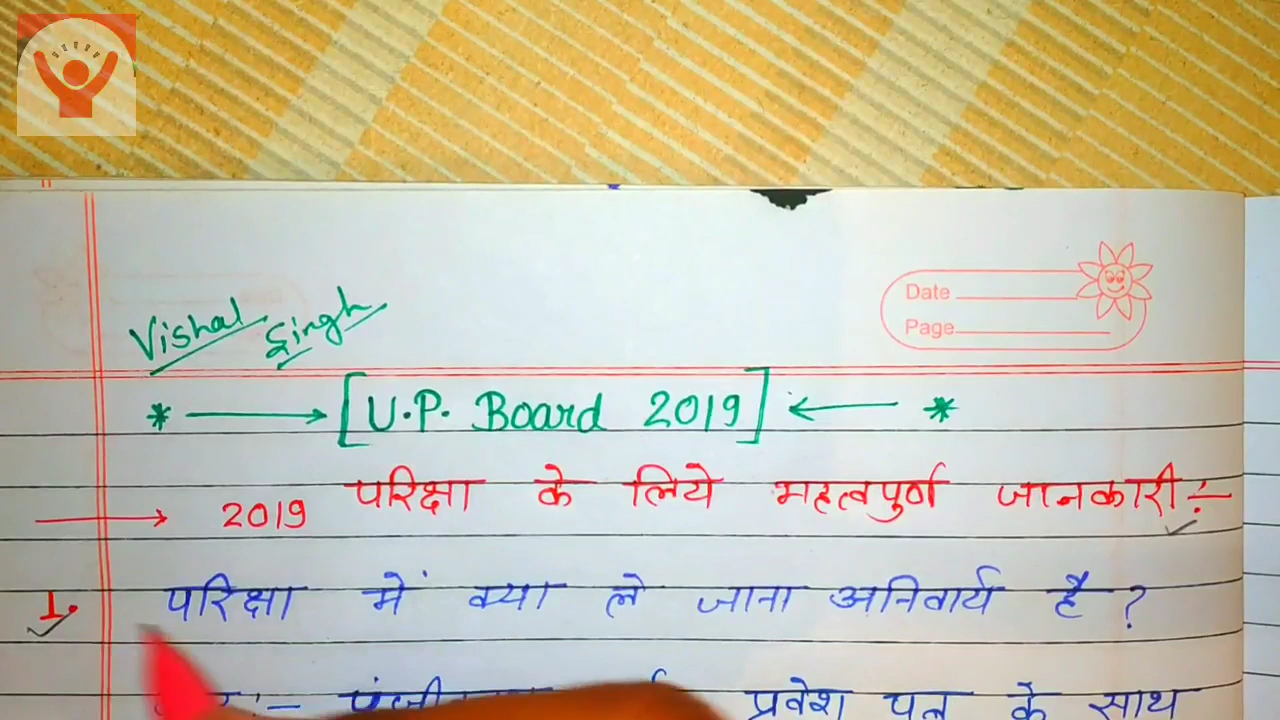 Date
Page
Vishal Singh
* → [U.P. Board 2019] ← *
→ 2019 परिक्षा के लिये महत्वपुर्ण जानकारी :-
1. परिक्षा में क्या ले जाना अनिवार्य है ?
:- प्रवेश पत्र के साथ